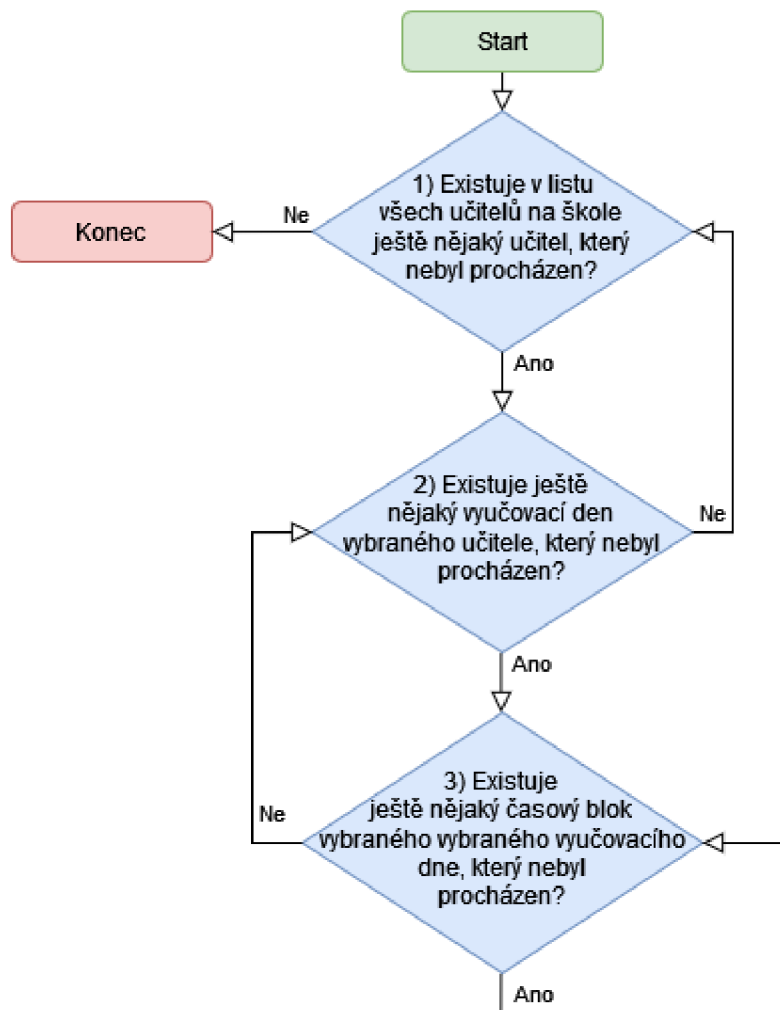 Start
1) Existuje v listu
všech učitelů na škole
ještě nějaký učitel, který
nebyl procházen?
Ne
Konec
Ano
2) Existuje ještě
nějaký vyučovací den
vybraného učitele, který nebyl
procházen?
Ne
Ano
3) Existuje
ještě nějaký časový blok
vybraného vybraného vyučovacího
dne, který nebyl
procházen?
Ne
Ano